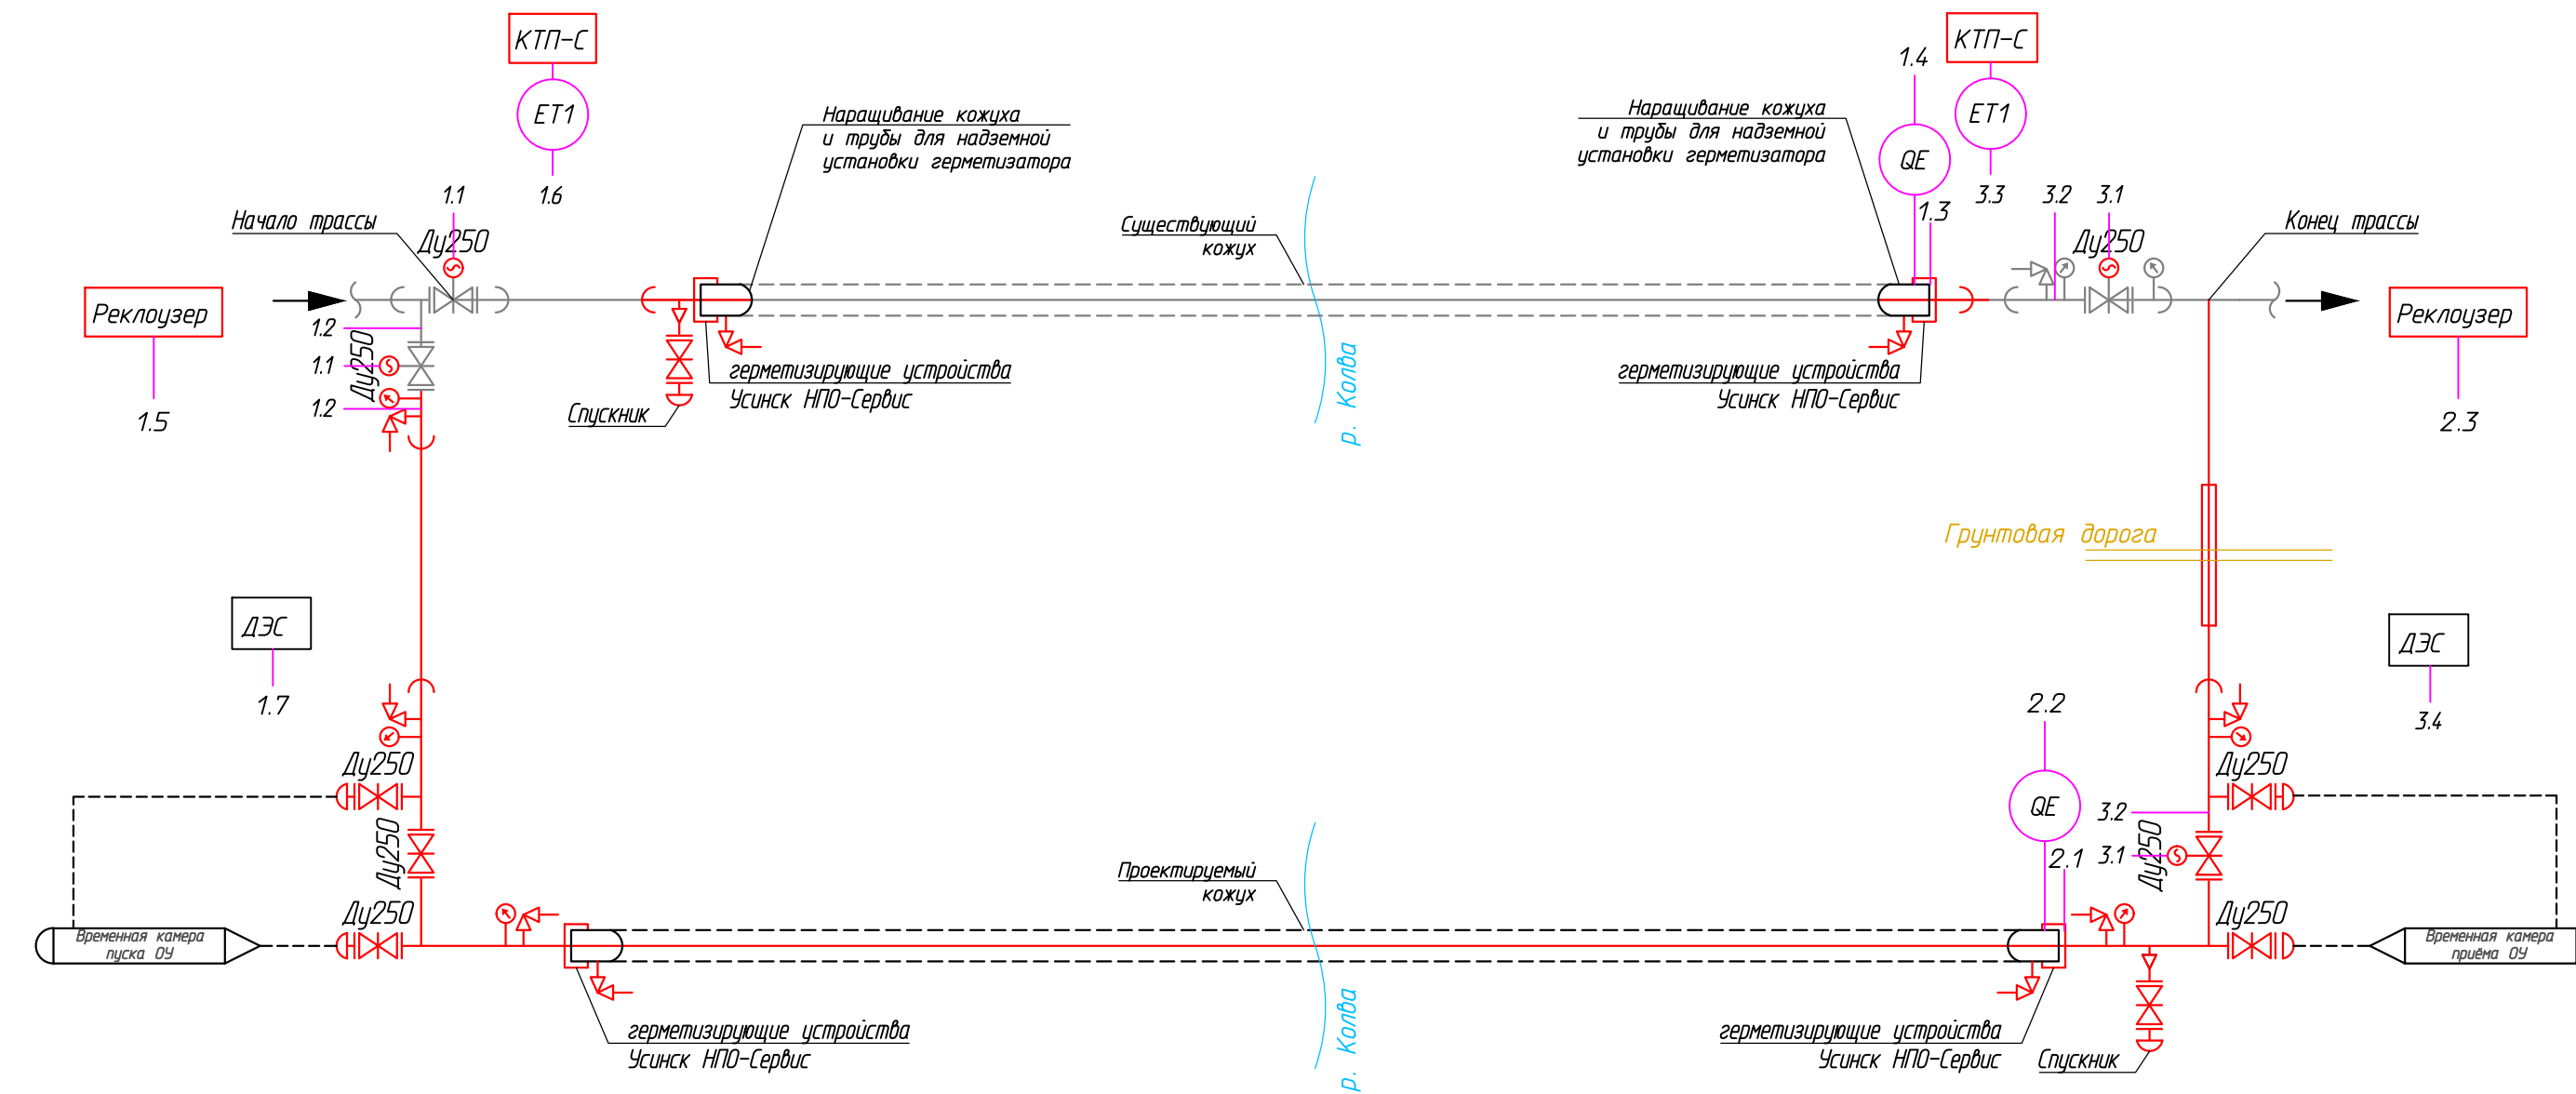 КТП-С
ЕТ1
1.6
Наращивание кожуха
и трубы для надземной
установки герметизатора
Наращивание кожуха
и трубы для надземной
установки герметизатора
1.4
QE
1.3
КТП-С
ЕТ1
3.3
3.2
3.1
Ду250
Конец трассы
1.1
Начало трассы
Ду250
Существующий
кожух
Реклоузер
1.5
1.2
1.1
Ду250
1.2
Спускник
герметизирующие устройства
Усинск НПО-Сервис
р. Колва
герметизирующие устройства
Усинск НПО-Сервис
Реклоузер
2.3
Грунтовая дорога
ДЭС
1.7
ДЭС
3.4
Ду250
Ду250
Ду250
Временная камера
пуска ОУ
Проектируемый
кожух
2.2
QE
2.1
3.2
3.1
Ду250
Ду250
Ду250
Временная камера
приёма ОУ
герметизирующие устройства
Усинск НПО-Сервис
р. Колва
герметизирующие устройства
Усинск НПО-Сервис
Спускник